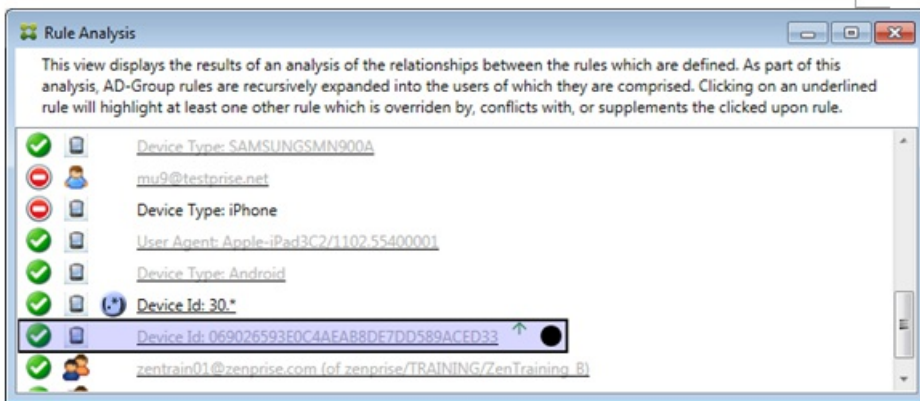 Rule Analysis
This view displays the results of an analysis of the relationships between the rules which are defined. As part of this
analysis, AD-Group rules are recursively expanded into the users of which they are comprised. Clicking on an underlined
rule will highlight at least one other rule which is overriden by, conflicts with, or supplements the clicked upon rule.
Device Type: SAMSUNGSMN900A
mu9@testprise.net
Device Type: iPhone
User Agent: Apple-iPad3C2/1102.55400001
Device Type: Android
(.*) Device Id: 30.*
Device Id: 069026593E0C4AEAB8DE7DD589ACED33
zentrain01@zenprise.com (of zenprise/TRAINING/ZenTraining_B)